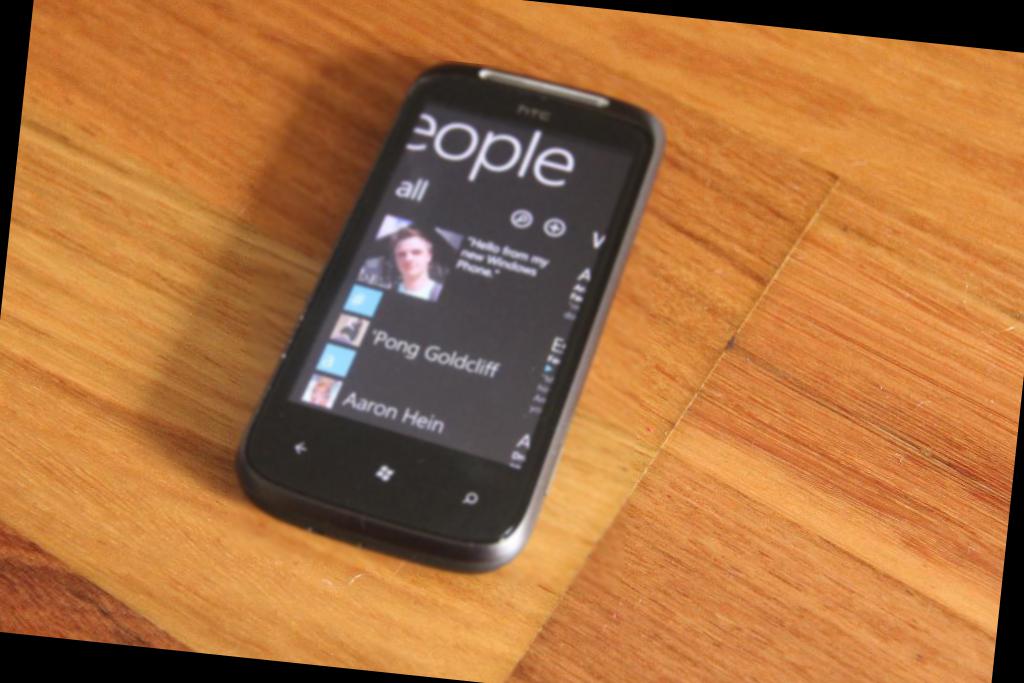 hTC
eople
all
"Hello from my
new Windows
Phone."
#
'Pong Goldcliff
a
Aaron Hein